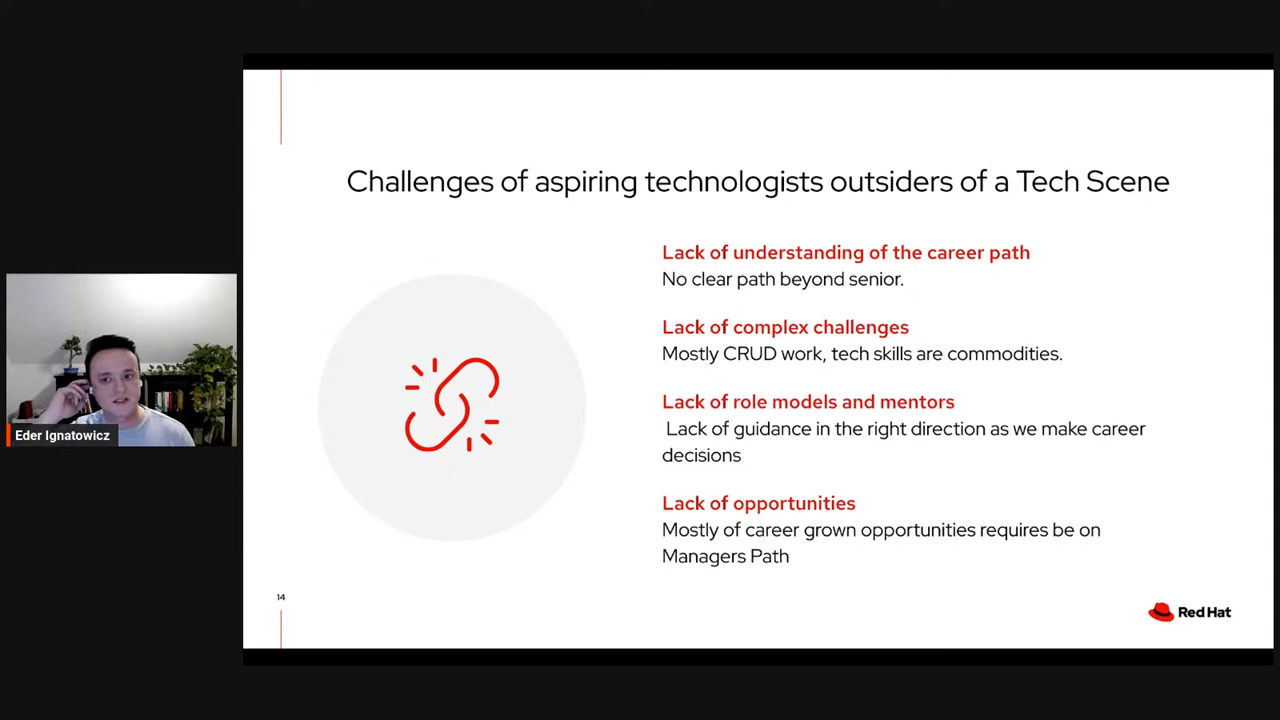 Challenges of aspiring technologists outsiders of a Tech Scene
Lack of understanding of the career path
No clear path beyond senior.
Lack of complex challenges
Mostly CRUD work, tech skills are commodities.
Lack of role models and mentors
Lack of guidance in the right direction as we make career
decisions
Lack of opportunities
Mostly of career grown opportunities requires be on
Managers Path
Eder Ignatowicz
14
Red Hat